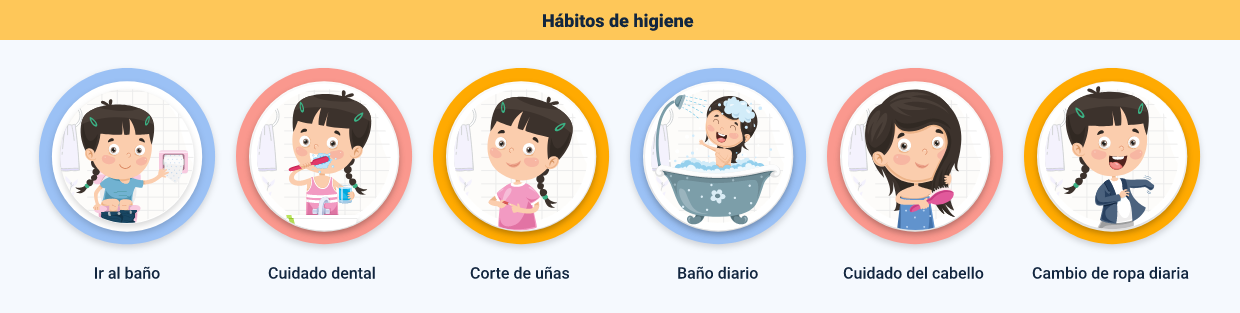 Hábitos de higiene
Ir al baño
Cuidado dental
Corte de uñas
Baño diario
Cuidado del cabello
Cambio de ropa diaria